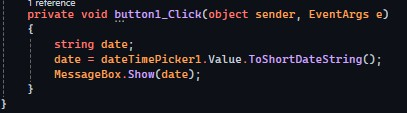 1 reference
private void button1_Click(object sender, EventArgs e)
{
string date;
date = dateTimePicker1.Value.ToShortDateString();
MessageBox.Show(date);
}
}